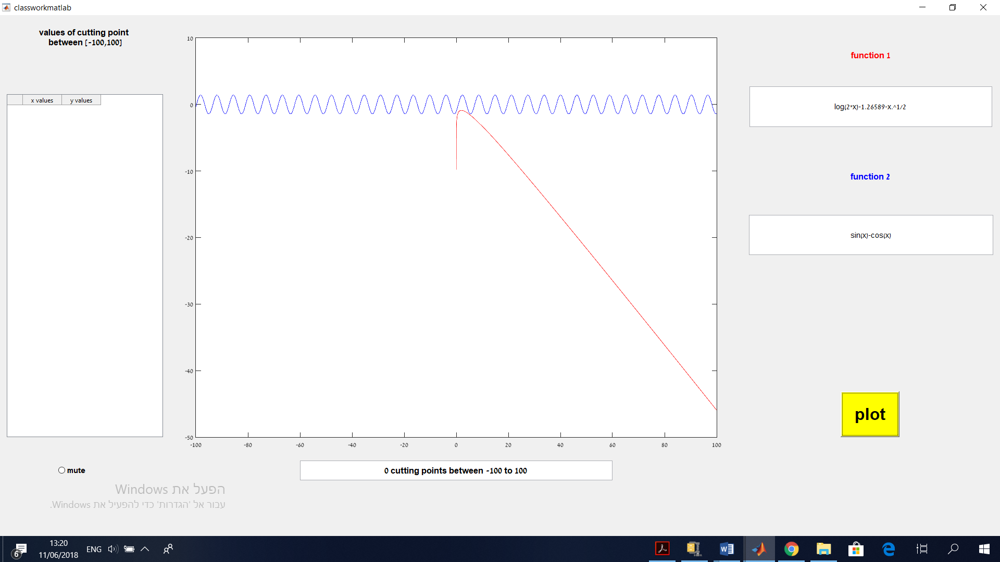 classworkmatlab
values of cutting point
between [-100,100]
x values
y values
10
0
-10
-20
-30
-40
-50
-100
-80
-60
-40
-20
0
20
40
60
80
100
0 cutting points between -100 to 100
function 1
log(2*x)-1.26589-x.^1/2
function 2
sin(x)-cos(x)
plot
mute
הפעל את Windows
עבור אל 'הגדרות' כדי להפעיל את Windows.
6
13:20
11/06/2018
ENG
W